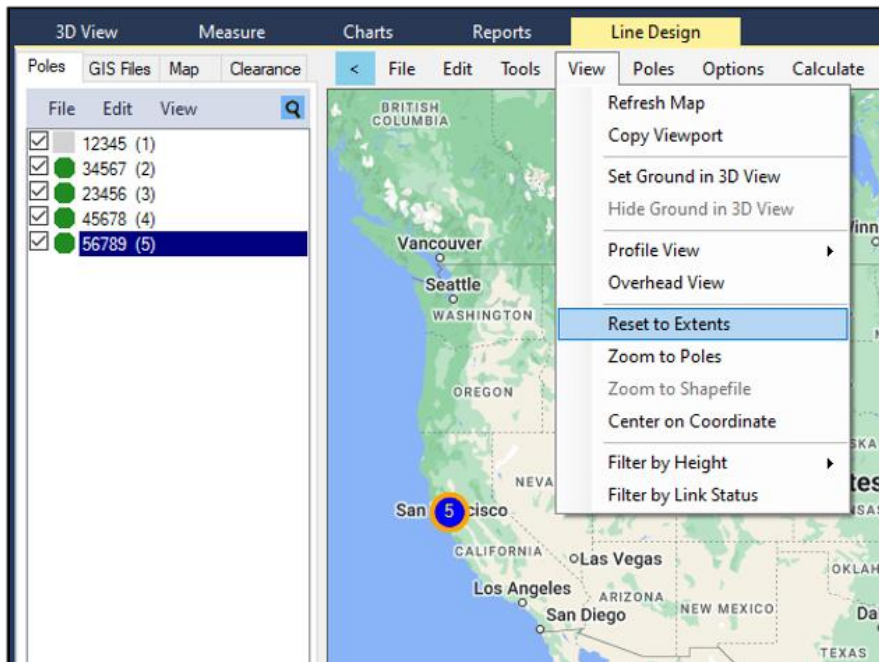 3D View Measure Charts Reports Line Design
Poles GIS Files Map Clearance
< File Edit Tools View Poles Options Calculate
File Edit View
12345 (1)
34567 (2)
23456 (3)
45678 (4)
56789 (5)
Refresh Map
Copy Viewport
Set Ground in 3D View
Hide Ground in 3D View
Profile View
Overhead View
Reset to Extents
Zoom to Poles
Zoom to Shapefile
Center on Coordinate
Filter by Height
Filter by Link Status
BRITISH
COLUMBIA
Vancouver
Seattle
WASHINGTON
OREGON
NEVA
San 5 cisco
CALIFORNIA
Las Vegas
Los Angeles
ARIZONA
San Diego
NEW MEXICO
OKLAH
Da
TEXAS